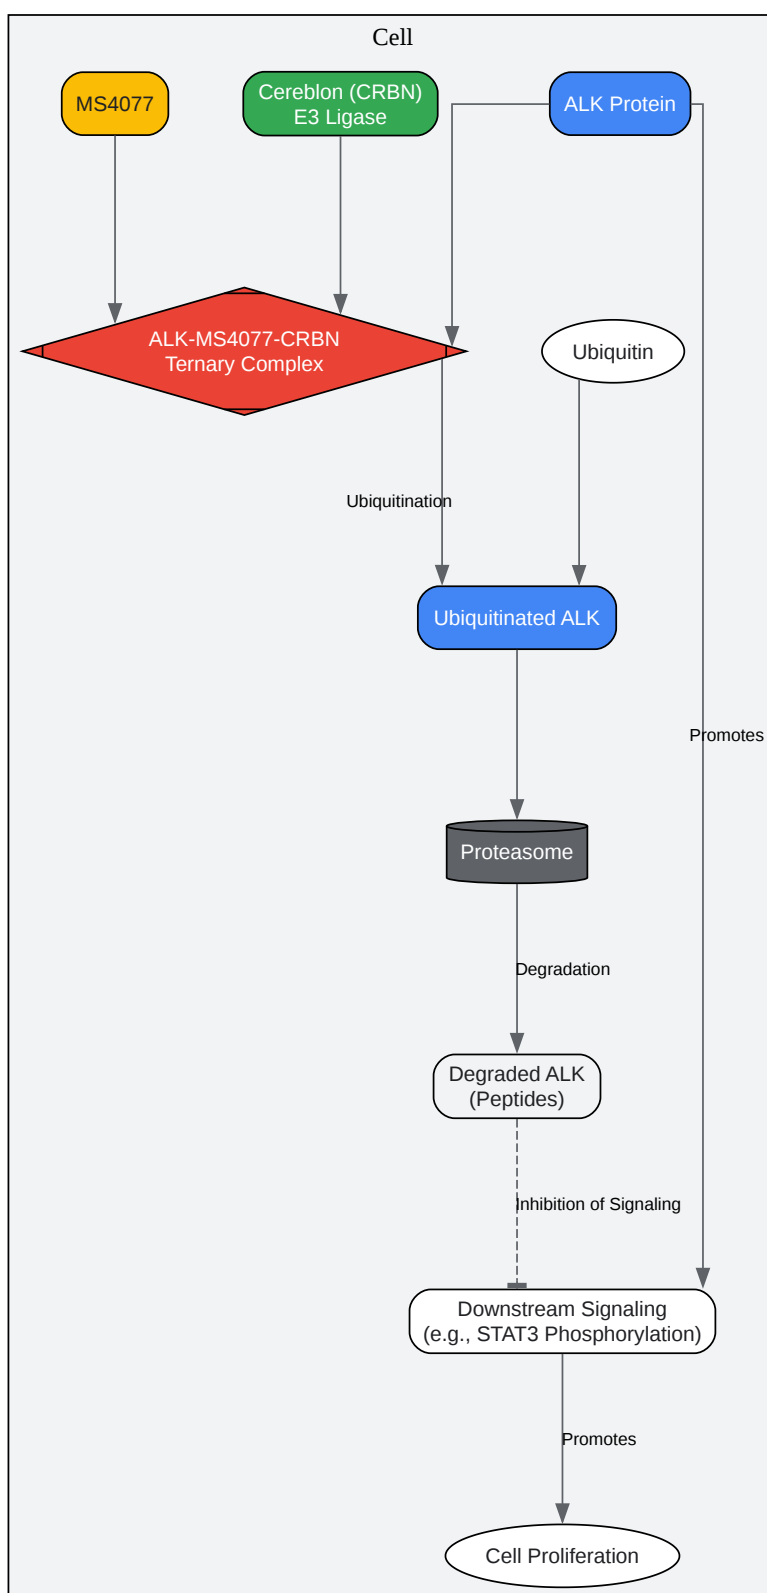 Cell
MS4077
Cereblon (CRBN)
E3 Ligase
ALK Protein
ALK-MS4077-CRBN
Ternary Complex
Ubiquitin
Ubiquitination
Ubiquitinated ALK
Promotes
Proteasome
Degradation
Degraded ALK
(Peptides)
Inhibition of Signaling
Downstream Signaling
(e.g., STAT3 Phosphorylation)
Promotes
Cell Proliferation